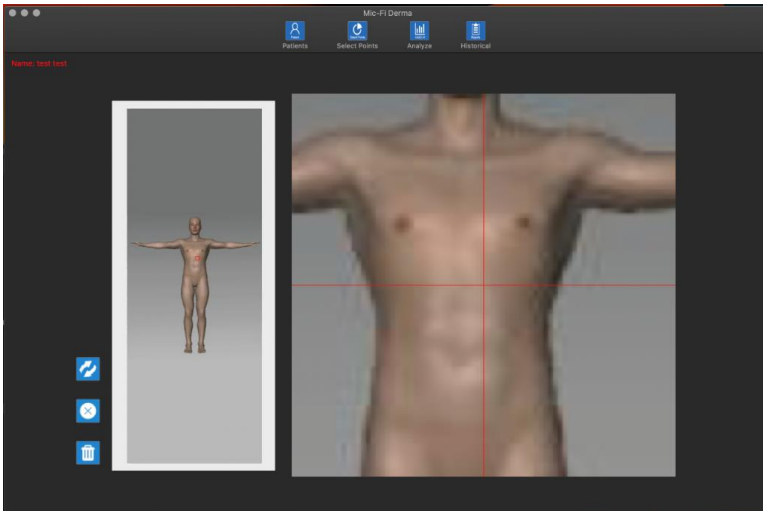 Mic-Fi Derma
Patients
Select Points
Analyze
Historical
Name: test test